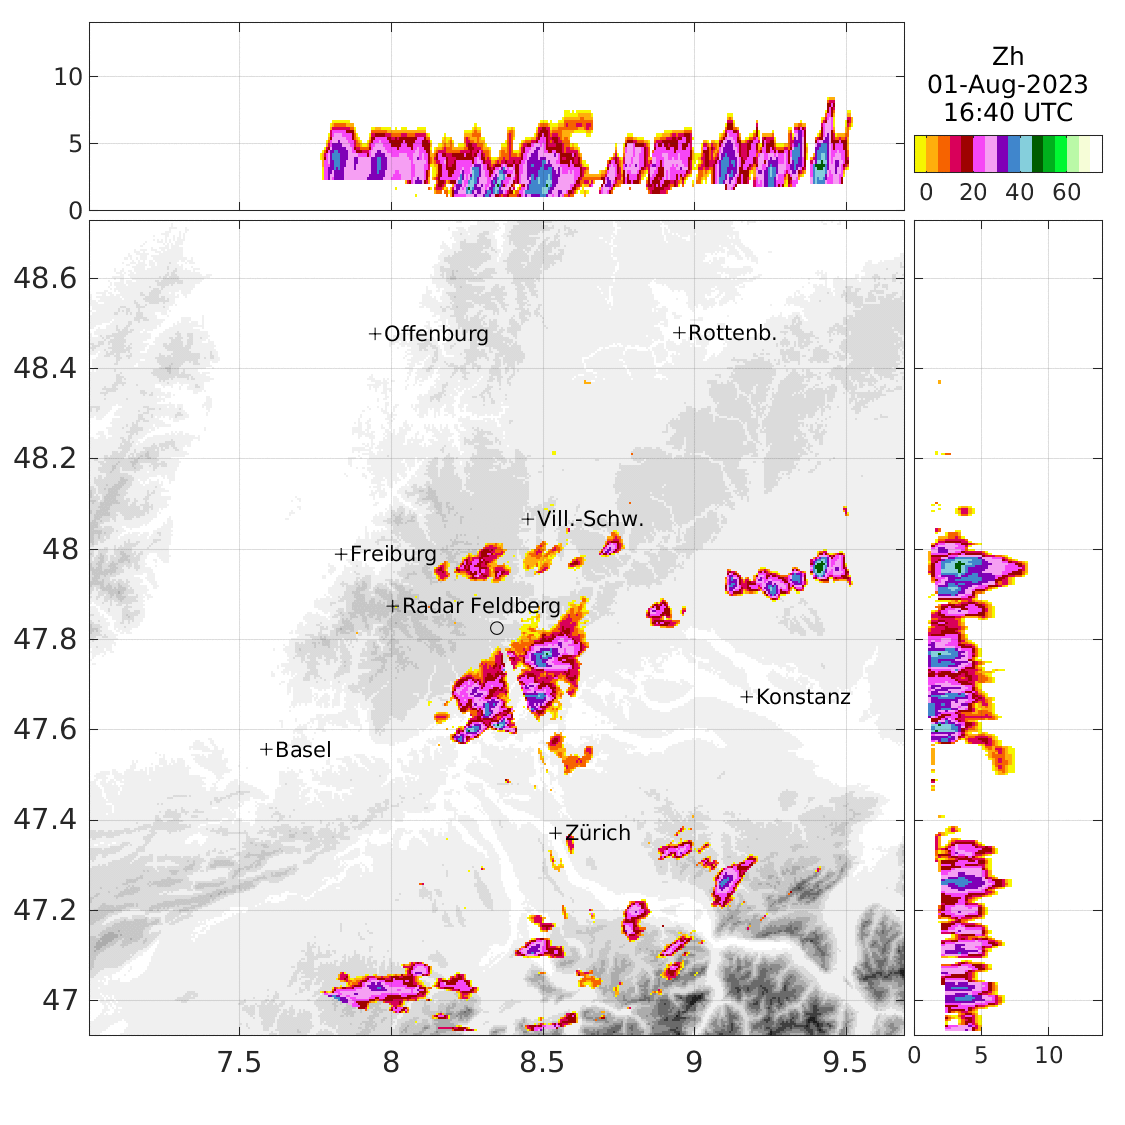 10
5
0
Zh
01-Aug-2023
16:40 UTC
0 20 40 60
48.6
48.4
48.2
48
47.8
47.6
47.4
47.2
47
+Offenburg
+Rottenb.
+Vill.-Schw.
+Freiburg
+Radar Feldberg
+Konstanz
+Basel
+Zürich
7.5 8 8.5 9 9.5
0 5 10